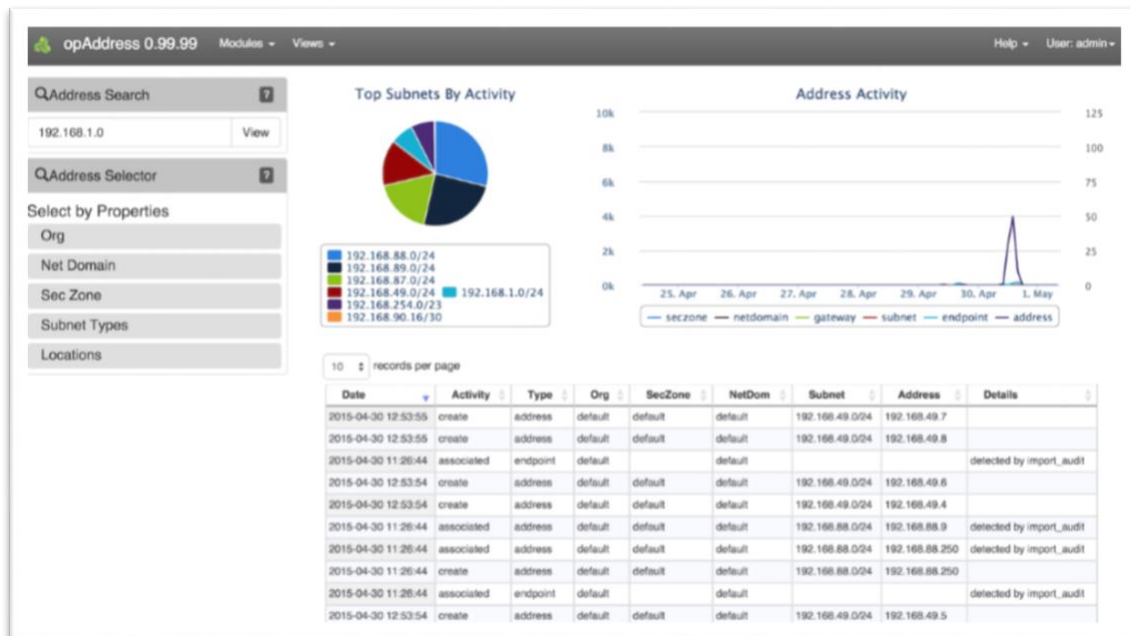 opAddress 0.99.99 Modules Views Help User: admin
Address Search ?
192.168.1.0 View
Address Selector ?
Select by Properties
Org
Net Domain
Sec Zone
Subnet Types
Locations
Top Subnets By Activity
192.168.88.0/24
192.168.89.0/24
192.168.87.0/24
192.168.49.0/24 192.168.1.0/24
192.168.254.0/23
192.168.90.16/30
Address Activity
10k 125
8k 100
6k 75
4k 50
2k 25
0k 0
25. Apr 26. Apr 27. Apr 28. Apr 29. Apr 30. Apr 1. May
seczone netdomain gateway subnet endpoint address
10 records per page
Date Activity Type Org SecZone NetDom Subnet Address Details
2015-04-30 12:53:55 create address default default default 192.168.49.0/24 192.168.49.7
2015-04-30 12:53:55 create address default default default 192.168.49.0/24 192.168.49.8
2015-04-30 11:26:44 associated endpoint default default detected by import_audit
2015-04-30 12:53:54 create address default default default 192.168.49.0/24 192.168.49.6
2015-04-30 12:53:54 create address default default default 192.168.49.0/24 192.168.49.4
2015-04-30 11:26:44 associated address default default default 192.168.88.0/24 192.168.88.9 detected by import_audit
2015-04-30 11:26:44 associated address default default default 192.168.88.0/24 192.168.88.250 detected by import_audit
2015-04-30 11:26:44 create address default default default 192.168.88.0/24 192.168.88.250
2015-04-30 11:26:44 associated endpoint default default detected by import_audit
2015-04-30 12:53:54 create address default default default 192.168.49.0/24 192.168.49.5